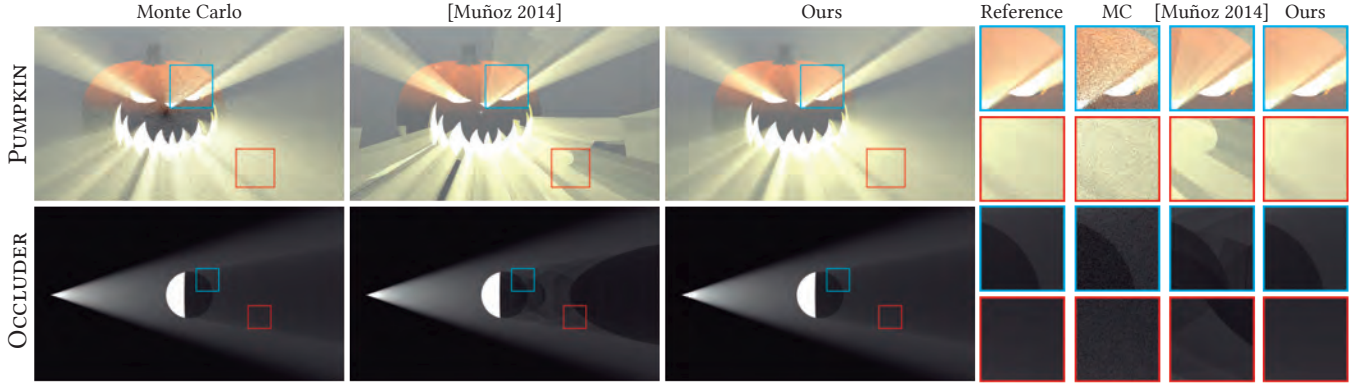 Monte Carlo [Muñoz 2014] Ours Reference MC [Muñoz 2014] Ours
PUMPKIN
OCCLUDER